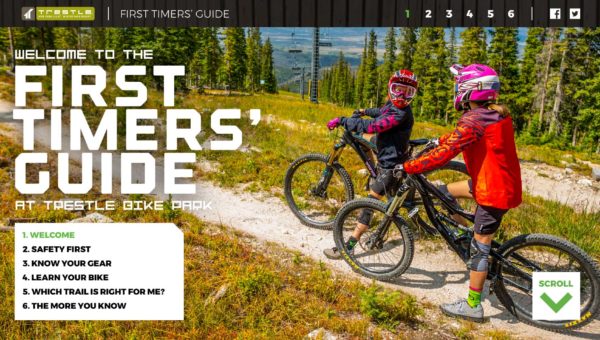 TRESTLE
FIRST TIMERS' GUIDE
1 2 3 4 5 6
WELCOME TO THE
FIRST
TIMERS'
GUIDE
AT TRESTLE BIKE PARK
1. WELCOME
2. SAFETY FIRST
3. KNOW YOUR GEAR
4. LEARN YOUR BIKE
5. WHICH TRAIL IS RIGHT FOR ME?
6. THE MORE YOU KNOW
SCROLL